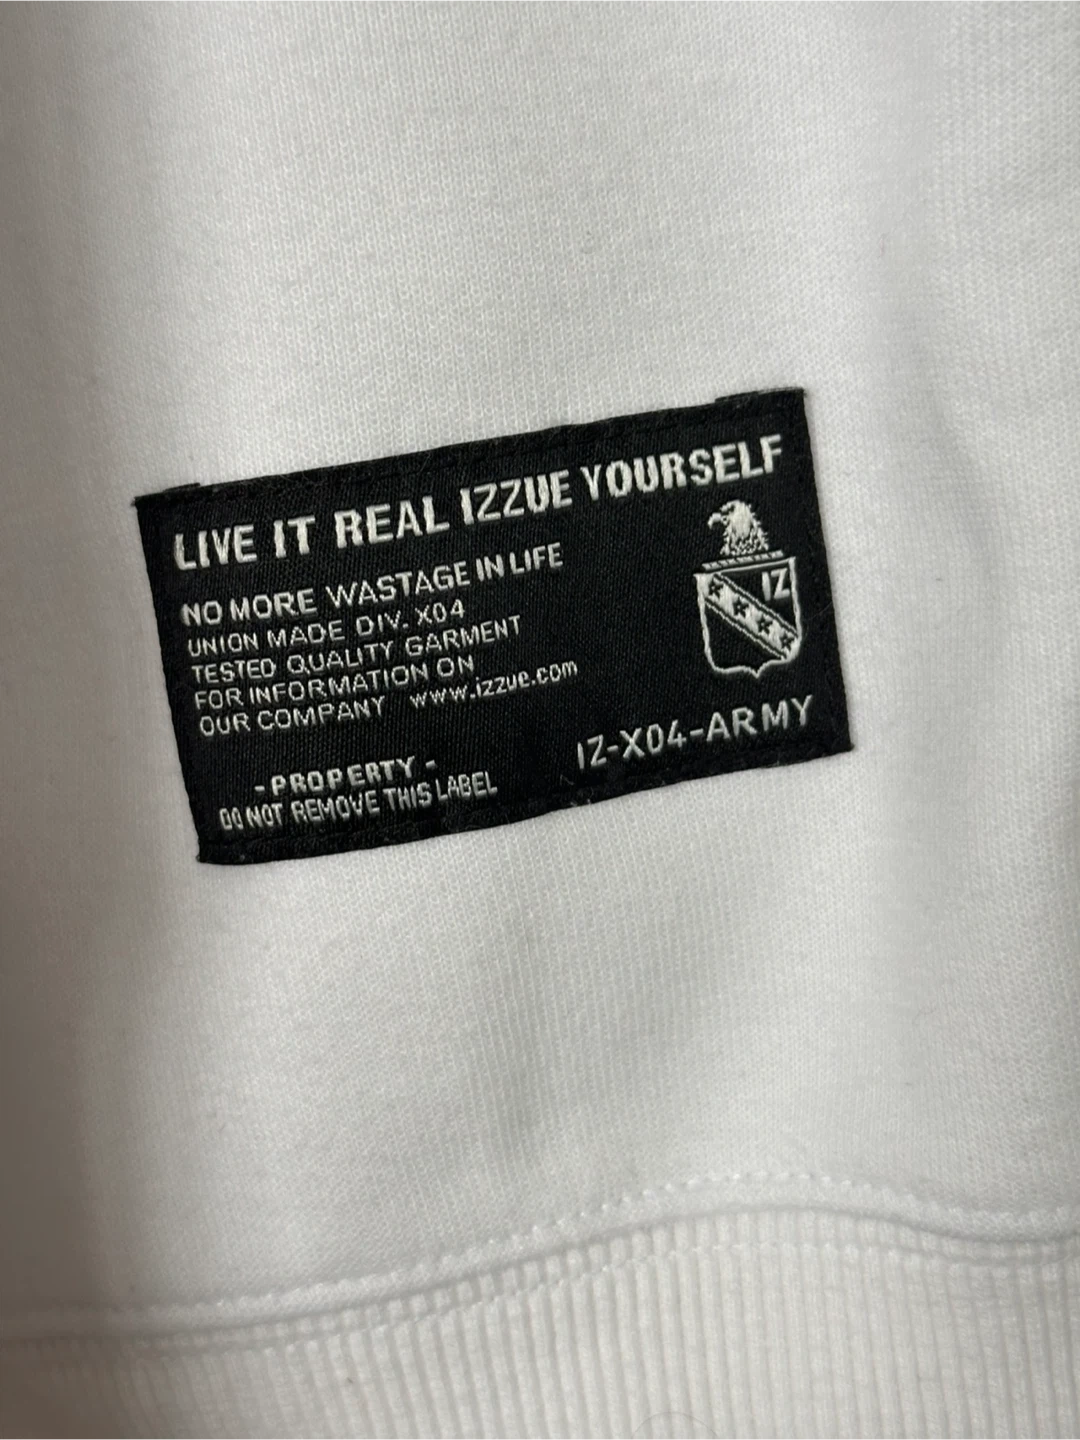 LIVE IT REAL IZZUE YOURSELF
NO MORE WASTAGE IN LIFE
UNION MADE DIV. X04
TESTED QUALITY GARMENT
FOR INFORMATION ON
OUR COMPANY www.izzue.com
IZ
IZ-X04-ARMY
-PROPERTY-
DO NOT REMOVE THIS LABEL